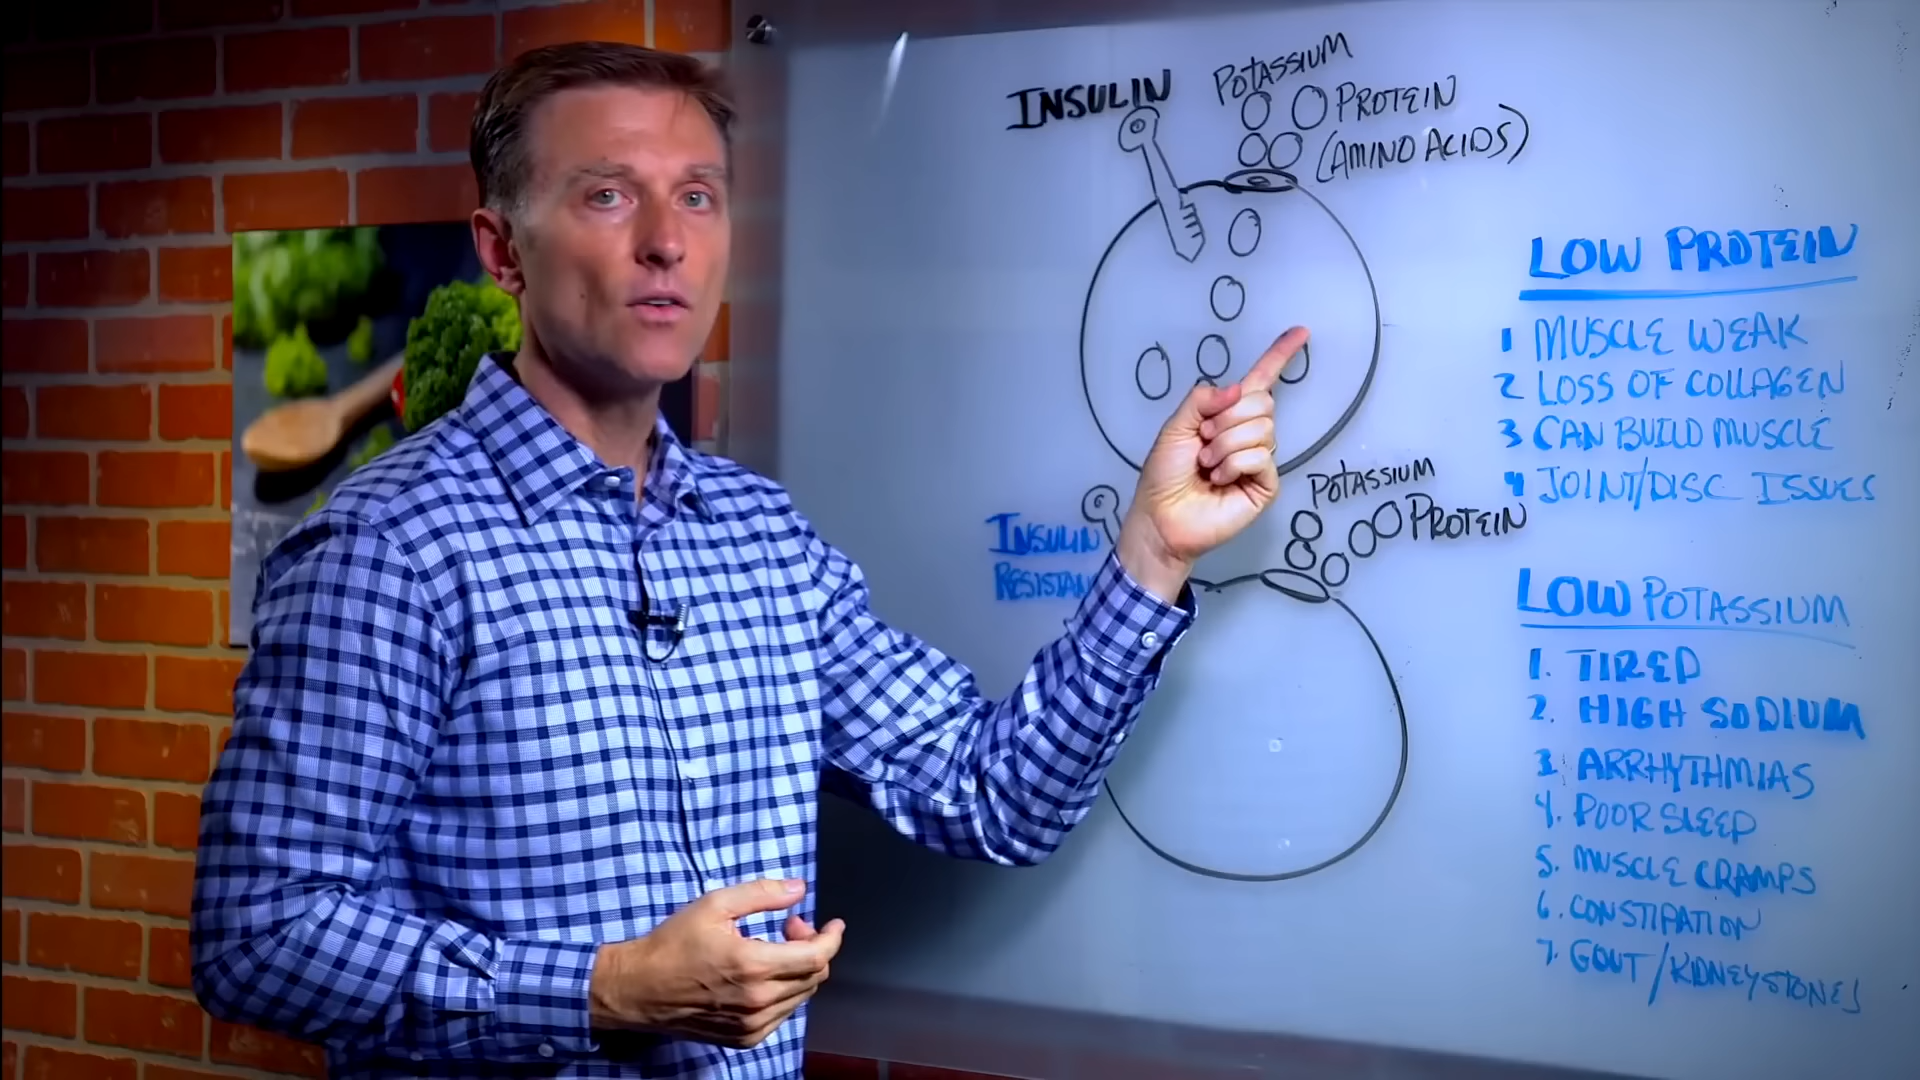 INSULIN
POTASSIUM
PROTEIN
(AMINO ACIDS)
INSULIN
POTASSIUM
PROTEIN
LOW PROTEIN
1 MUSCLE WEAK
2 LOSS OF COLLAGEN
3 CAN BUILD MUSCLE
4 JOINT/DISC ISSUES
LOW POTASSIUM
1. TIRED
2. HIGH SODIUM
3. ARRHYTHMIAS
4. POOR SLEEP
5. MUSCLE CRAMPS
6. CONSTIPATION
7. GOUT/KIDNEY STONES